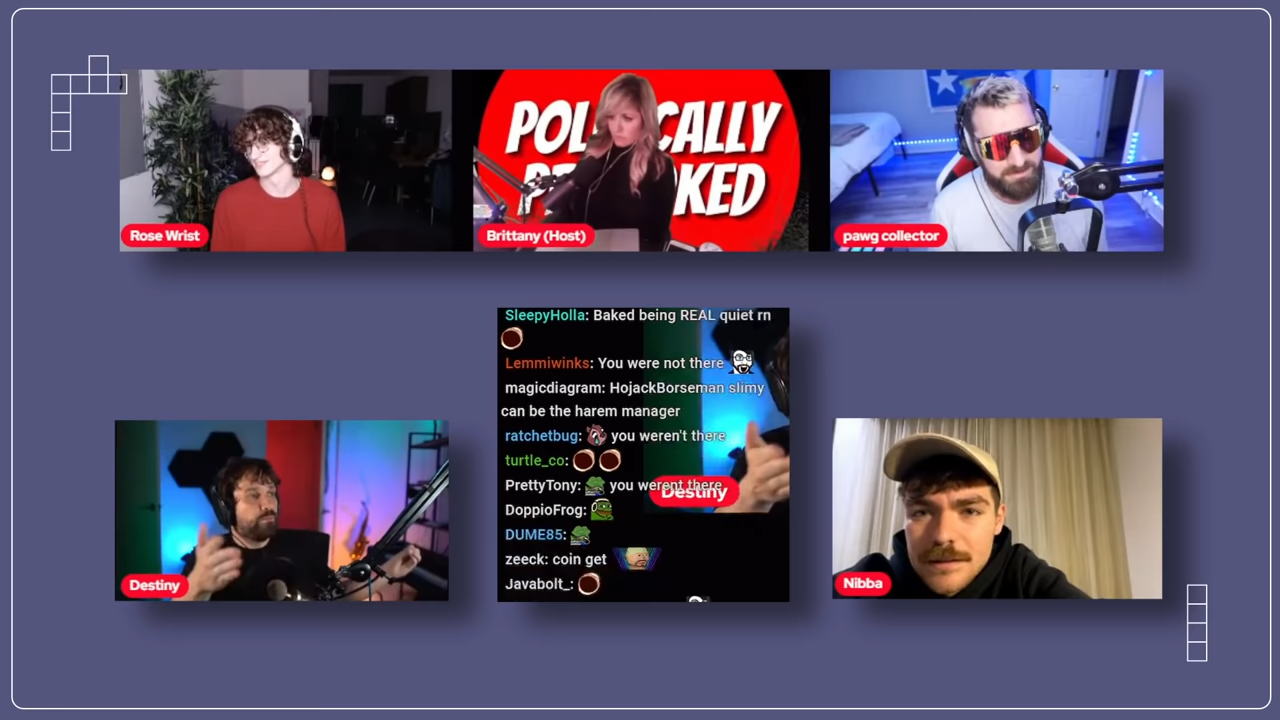 POLITICALLY
Rose Wrist
Brittany (Host)
pawg collector
SleepyHolla: Baked being REAL quiet rn
Lemmiwinks: You were not there
magicdiagram: HojackBorseman slimy
can be the harem manager
ratchetbug: you weren't there
turtle_co:
PrettyTony: you werent there
Destiny
DoppioFrog:
DUME85:
zeeck: coin get
Javabolt_:
Destiny
Nibba